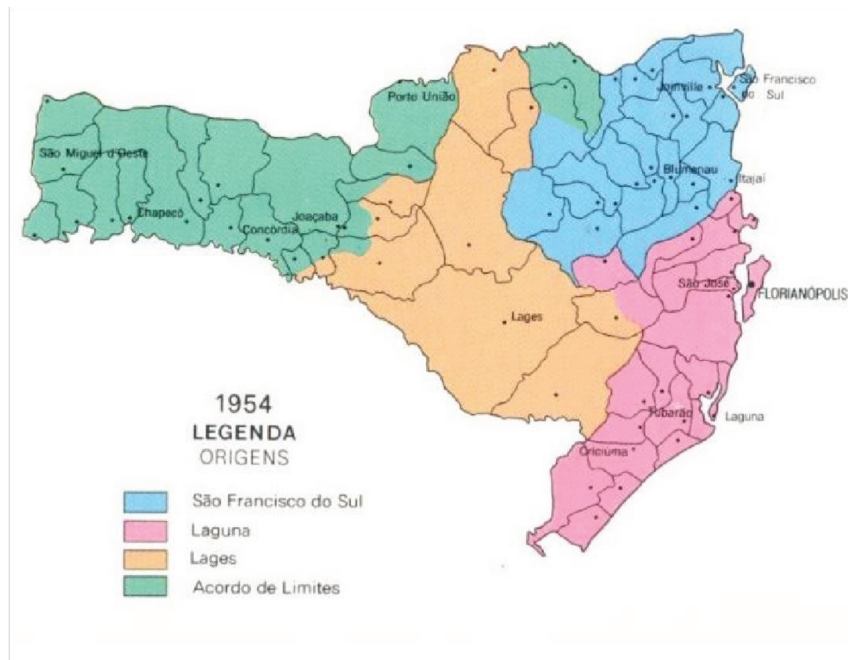 Porto União
Joinville
São Francisco
do Sul
São Miguel d'Oeste
Blumenau
Itajaí
Chapecó
Joaçaba
Concórdia
São José
FLORIANÓPOLIS
Lages
Tubarão
Laguna
Criciúma
1954
LEGENDA
ORIGENS
São Francisco do Sul
Laguna
Lages
Acordo de Limites